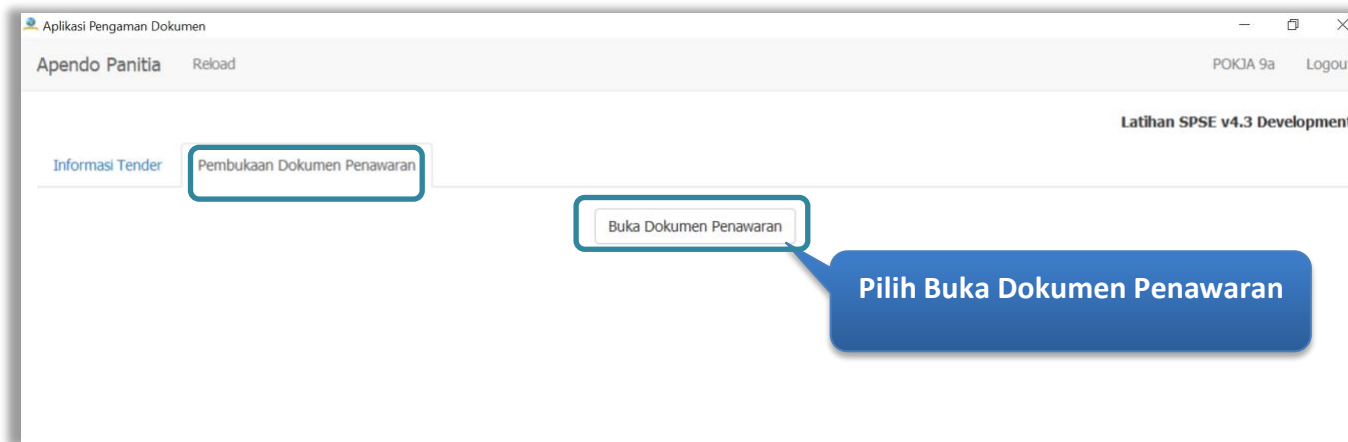 Aplikasi Pengaman Dokumen
Apendo Panitia Reload POKJA 9a Logout
Latihan SPSE v4.3 Development
Informasi Tender Pembukaan Dokumen Penawaran
Buka Dokumen Penawaran
Pilih Buka Dokumen Penawaran